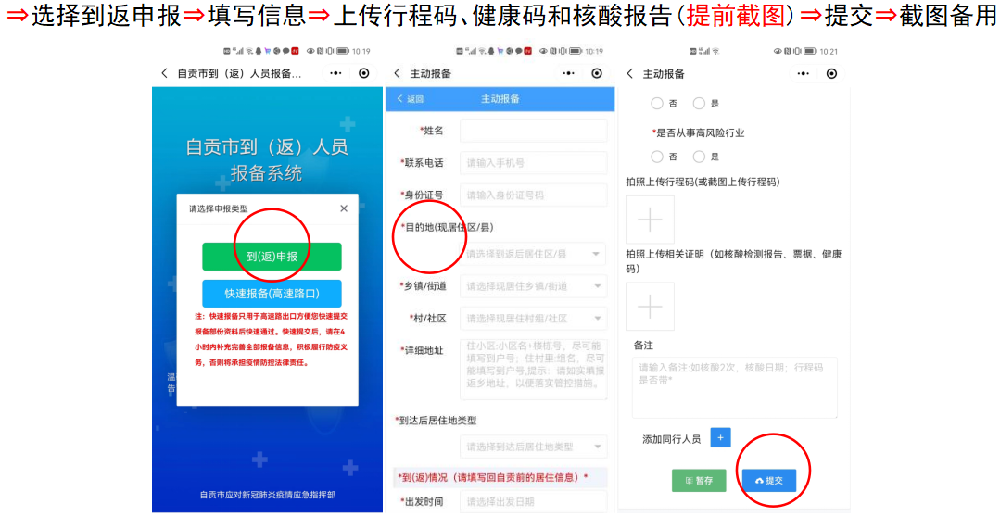 ⇒选择到返申报⇒填写信息⇒上传行程码、健康码和核酸报告(提前截图)⇒提交⇒截图备用
10:19
自贡市到（返）人员报备...
自贡市到（返）人员
报备系统
请选择申报类型
到(返)申报
快速报备(高速路口)
注：快速报备只用于高速路出口方便您快速提交
报备部份资料后快速通过。快速提交后，请在4
小时内补充完善全部报备信息，积极履行防疫义
务，否则将承担疫情防控法律责任。
温
告
自贡市应对新冠肺炎疫情应急指挥部
10:19
主动报备
返回
主动报备
*姓名
*联系电话
请输入手机号
*身份证号
请输入身份证号码
*目的地(现居住区/县)
请选择到返后居住区/县
*乡镇/街道
请选择现居住乡镇/街道
*村/社区
请选择现居住村组/社区
*详细地址
住小区:小区名+楼栋号，尽可能
填写到户号；住村里:组名，尽可
能填写到户号,提示：请如实填报
返乡地址，以便落实管控措施。
*到达后居住地类型
请选择到达后居住地类型
*到(返)情况（请填写回自贡前的居住信息）*
*出发时间
请选择出发日期
10:21
主动报备
否
是
*是否从事高风险行业
否
是
拍照上传行程码(或截图上传行程码)
拍照上传相关证明（如核酸检测报告、票据、健康
码）
备注
请输入备注:如核酸2次，核酸日期；行程码
是否带*
添加同行人员
+
暂存
提交